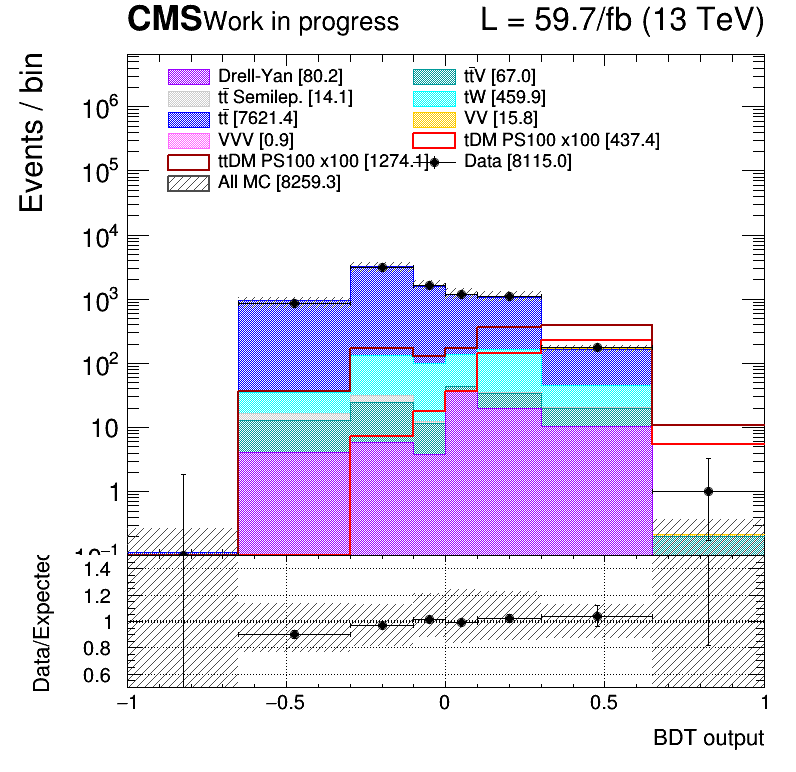 CMS Work in progress L = 59.7/fb (13 TeV)
Events / bin
Drell-Yan [80.2] tt̄V [67.0]
tt̄ Semilep. [14.1] tW [459.9]
tt̄ [7621.4] VV [15.8]
VVV [0.9] tDM PS100 x100 [437.4]
ttDM PS100 x100 [1274.1] Data [8115.0]
All MC [8259.3]
10⁶
10⁵
10⁴
10³
10²
10
1
10⁻¹
Data/Expected
1.4
1.2
1
0.8
0.6
−1 −0.5 0 0.5 1
BDT output